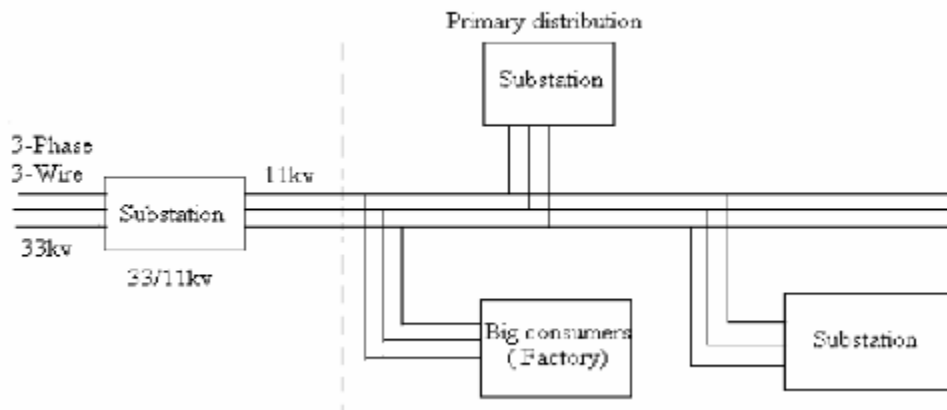 Primary distribution
Substation
3-Phase
3-Wire
11kv
Substation
33kv
33/11kv
Big consumers
( Factory)
Substation